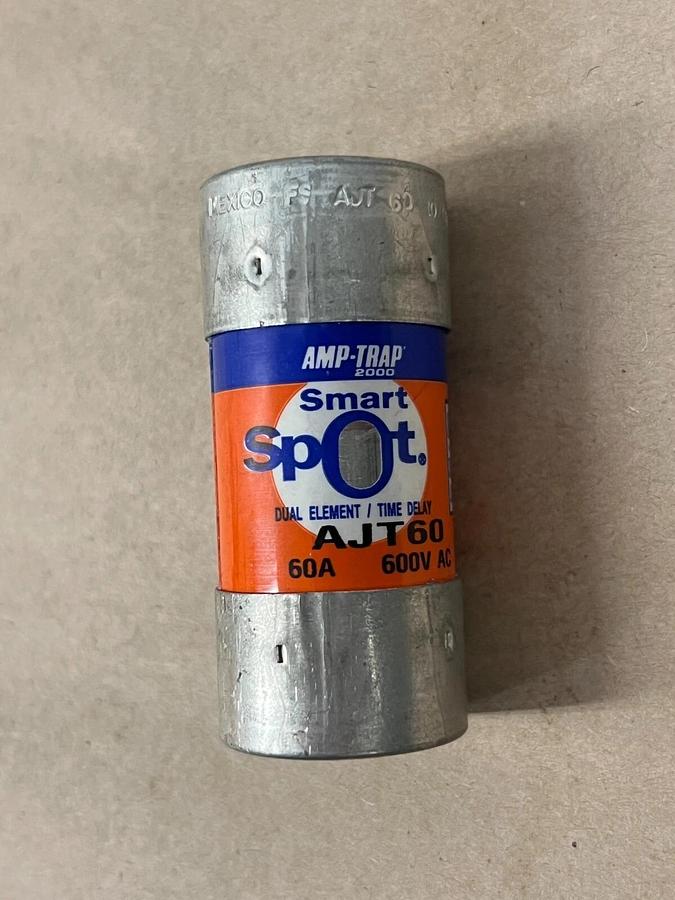 MEXICO FS AJT 60
AMP-TRAP®
2000
Smart
Spot.®
DUAL ELEMENT / TIME DELAY
AJT60
60A 600V AC